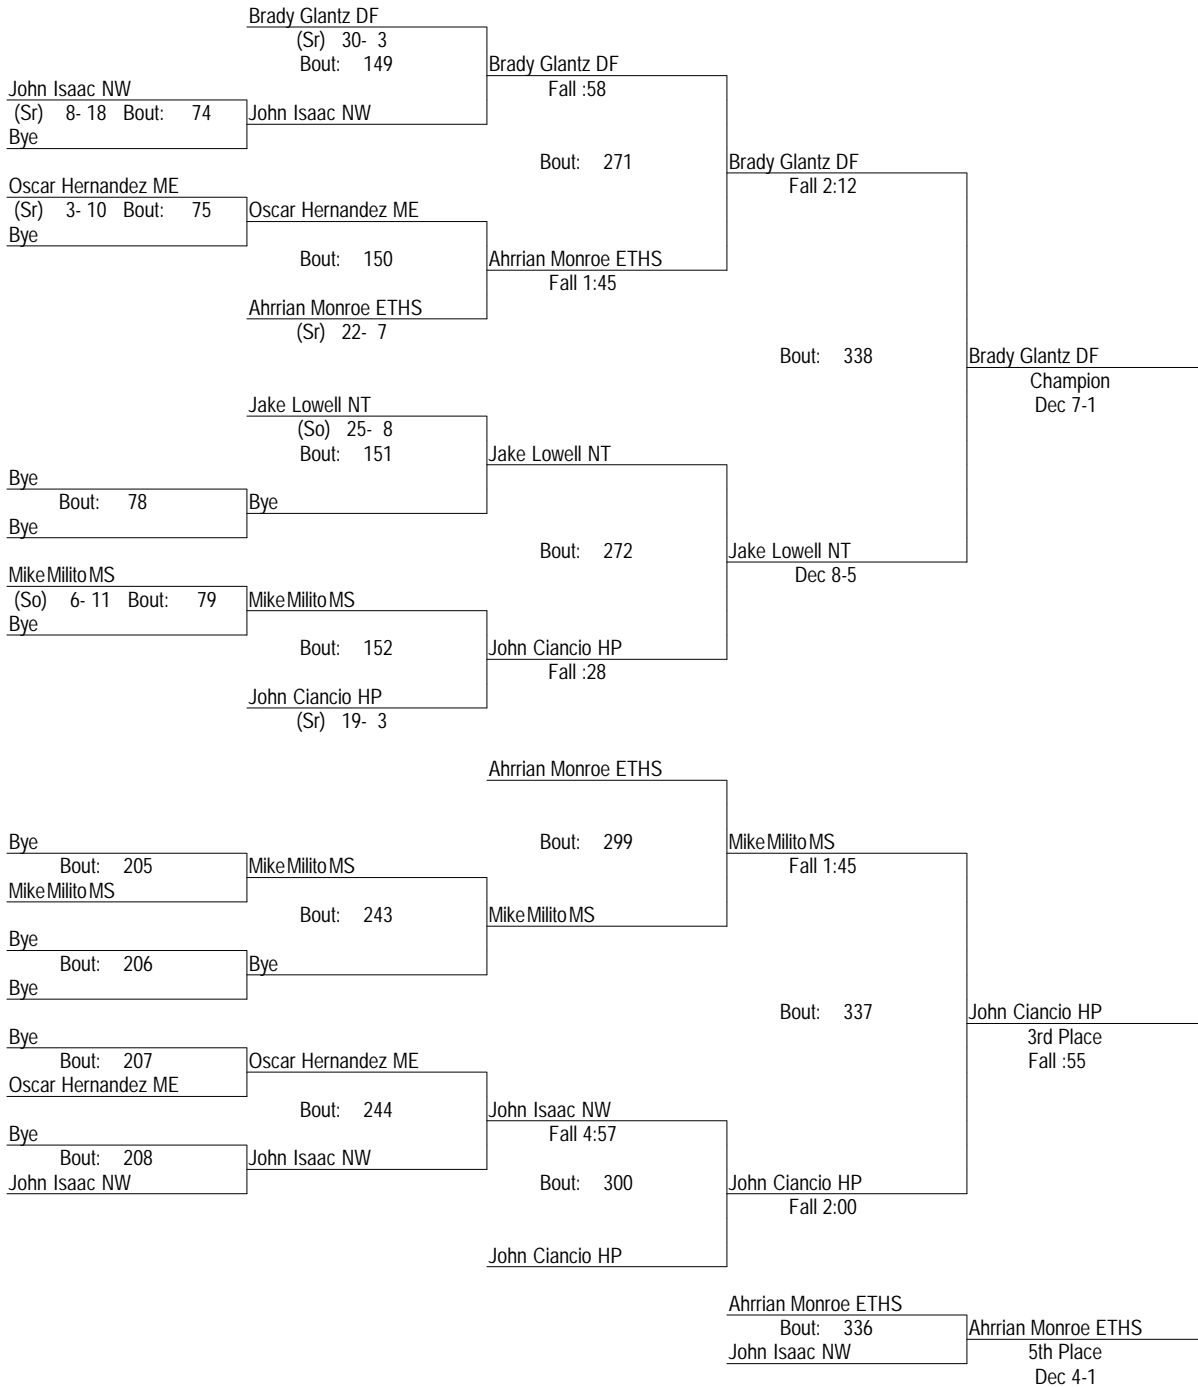 Brady Glantz DF
(Sr) 30- 3
Bout: 149
Brady Glantz DF
Fall :58
John Isaac NW
(Sr) 8- 18 Bout: 74
John Isaac NW
Bye
Bout: 271
Brady Glantz DF
Fall 2:12
Oscar Hernandez ME
(Sr) 3- 10 Bout: 75
Oscar Hernandez ME
Bye
Bout: 150
Ahrrian Monroe ETHS
Fall 1:45
Ahrrian Monroe ETHS
(Sr) 22- 7
Bout: 338
Brady Glantz DF
Champion
Dec 7-1
Jake Lowell NT
(So) 25- 8
Bout: 151
Jake Lowell NT
Bye
Bout: 78
Bye
Bye
Bout: 272
Jake Lowell NT
Dec 8-5
Mike Milito MS
(So) 6- 11 Bout: 79
Mike Milito MS
Bye
Bout: 152
John Ciancio HP
Fall :28
John Ciancio HP
(Sr) 19- 3
Ahrrian Monroe ETHS
Bye
Bout: 205
Mike Milito MS
Mike Milito MS
Bout: 299
Mike Milito MS
Fall 1:45
Bout: 243
Mike Milito MS
Bye
Bout: 206
Bye
Bye
Bout: 337
John Ciancio HP
3rd Place
Fall :55
Bye
Bout: 207
Oscar Hernandez ME
Oscar Hernandez ME
Bout: 244
John Isaac NW
Fall 4:57
Bye
Bout: 208
John Isaac NW
John Isaac NW
Bout: 300
John Ciancio HP
Fall 2:00
John Ciancio HP
Ahrrian Monroe ETHS
Bout: 336
John Isaac NW
Ahrrian Monroe ETHS
5th Place
Dec 4-1